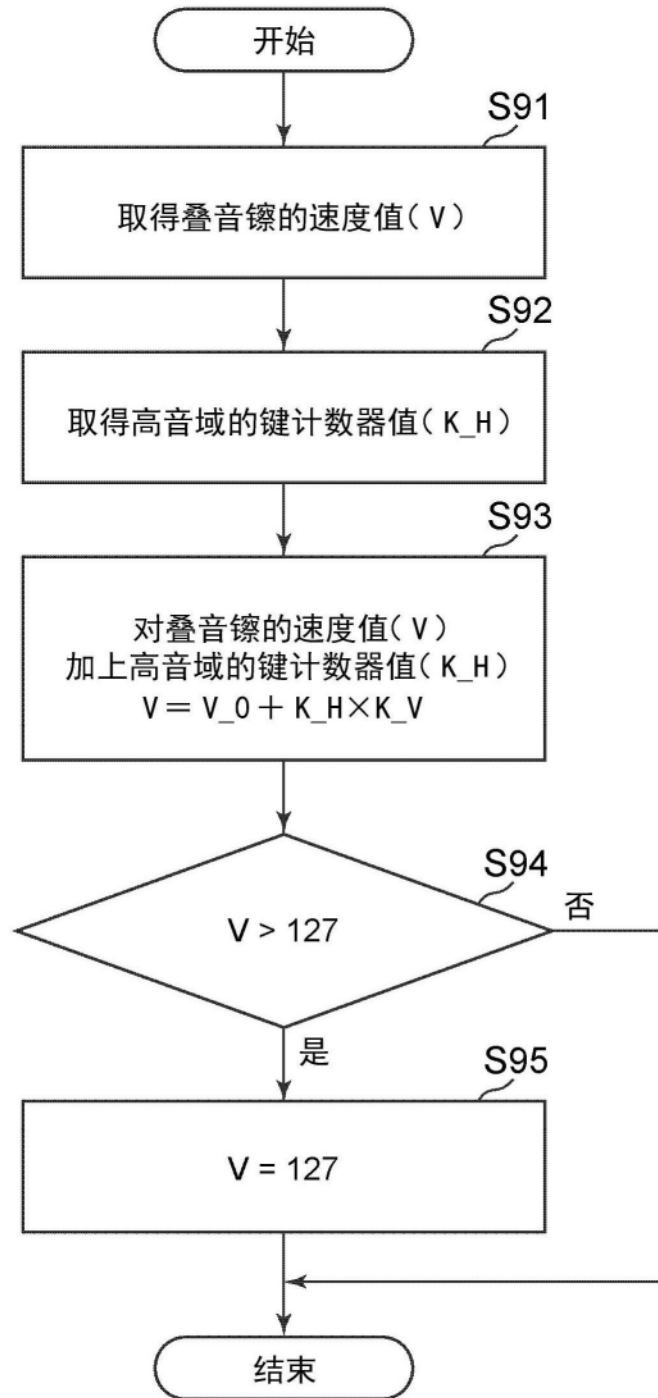 开始
S91
取得叠音镲的速度值(V)
S92
取得高音域的键计数器值(K_H)
S93
对叠音镲的速度值(V)
加上高音域的键计数器值(K_H)
V=V_0+K_H×K_V
S94
V > 127
否
是
S95
V = 127
结束